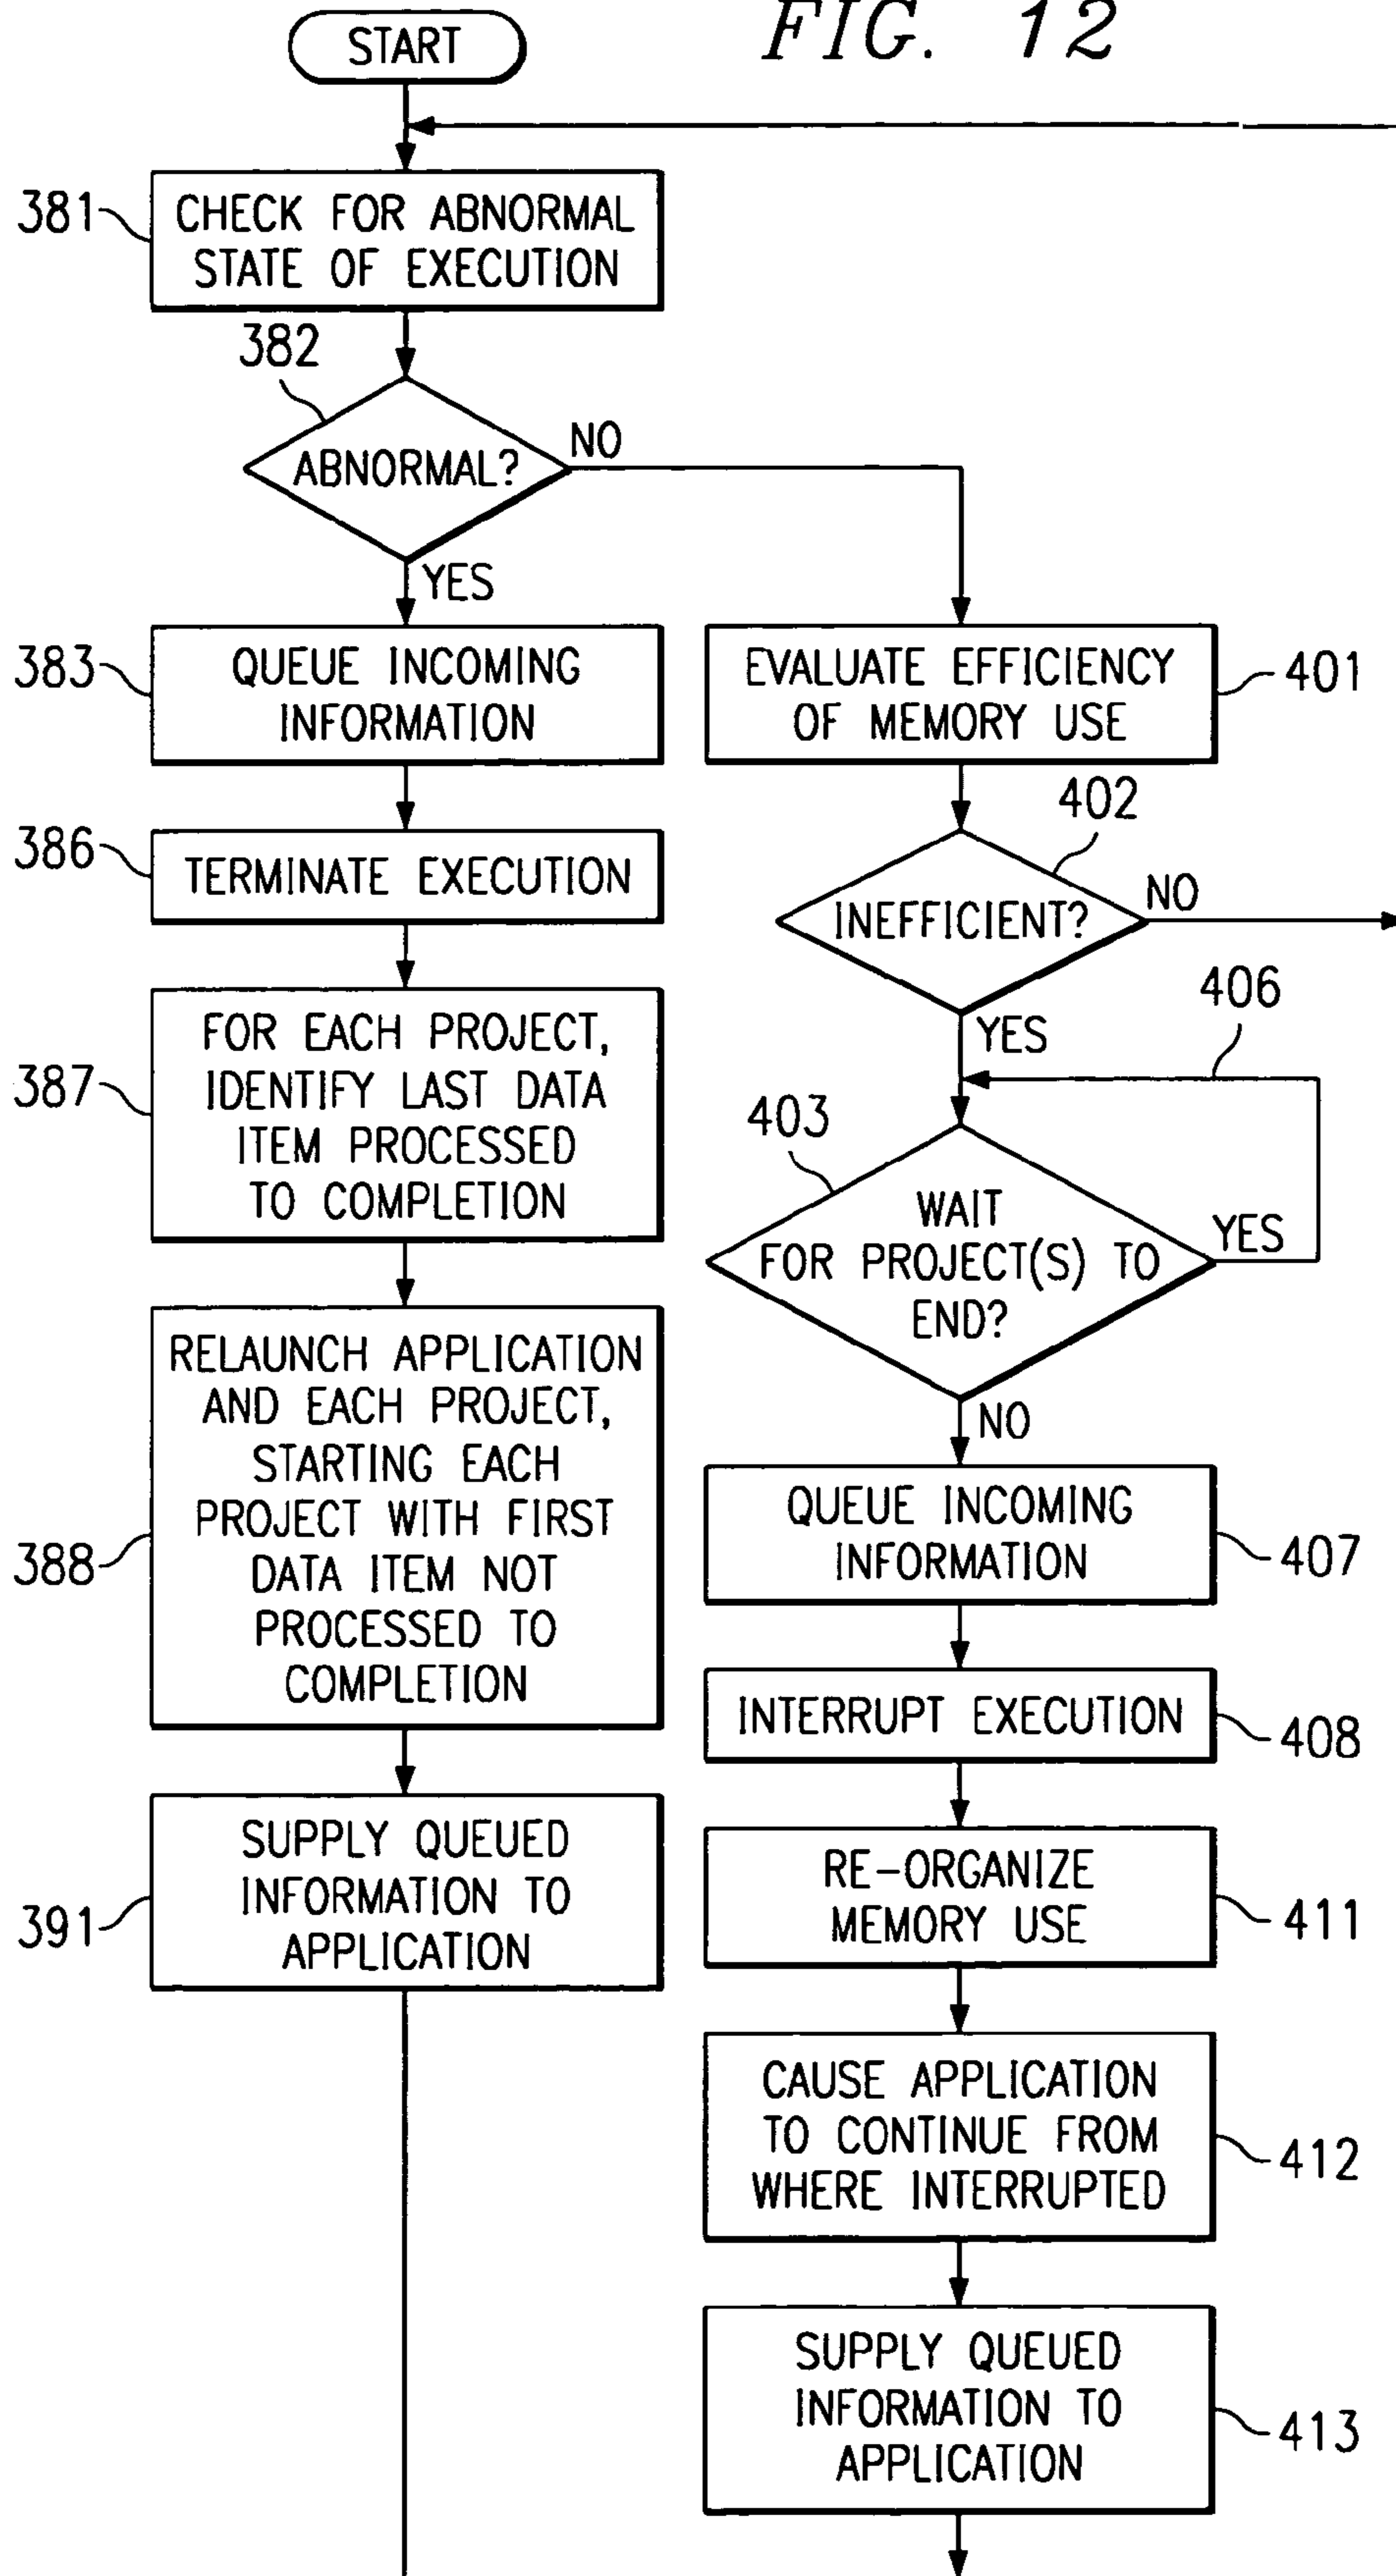 FIG. 12
START
381
CHECK FOR ABNORMAL
STATE OF EXECUTION
382
ABNORMAL?
NO
YES
383
QUEUE INCOMING
INFORMATION
386
TERMINATE EXECUTION
387
FOR EACH PROJECT,
IDENTIFY LAST DATA
ITEM PROCESSED
TO COMPLETION
388
RELAUNCH APPLICATION
AND EACH PROJECT,
STARTING EACH
PROJECT WITH FIRST
DATA ITEM NOT
PROCESSED TO
COMPLETION
391
SUPPLY QUEUED
INFORMATION TO
APPLICATION
EVALUATE EFFICIENCY
OF MEMORY USE
401
402
INEFFICIENT?
NO
YES
406
403
WAIT
FOR PROJECT(S) TO
END?
YES
NO
QUEUE INCOMING
INFORMATION
407
INTERRUPT EXECUTION
408
RE-ORGANIZE
MEMORY USE
411
CAUSE APPLICATION
TO CONTINUE FROM
WHERE INTERRUPTED
412
SUPPLY QUEUED
INFORMATION TO
APPLICATION
413